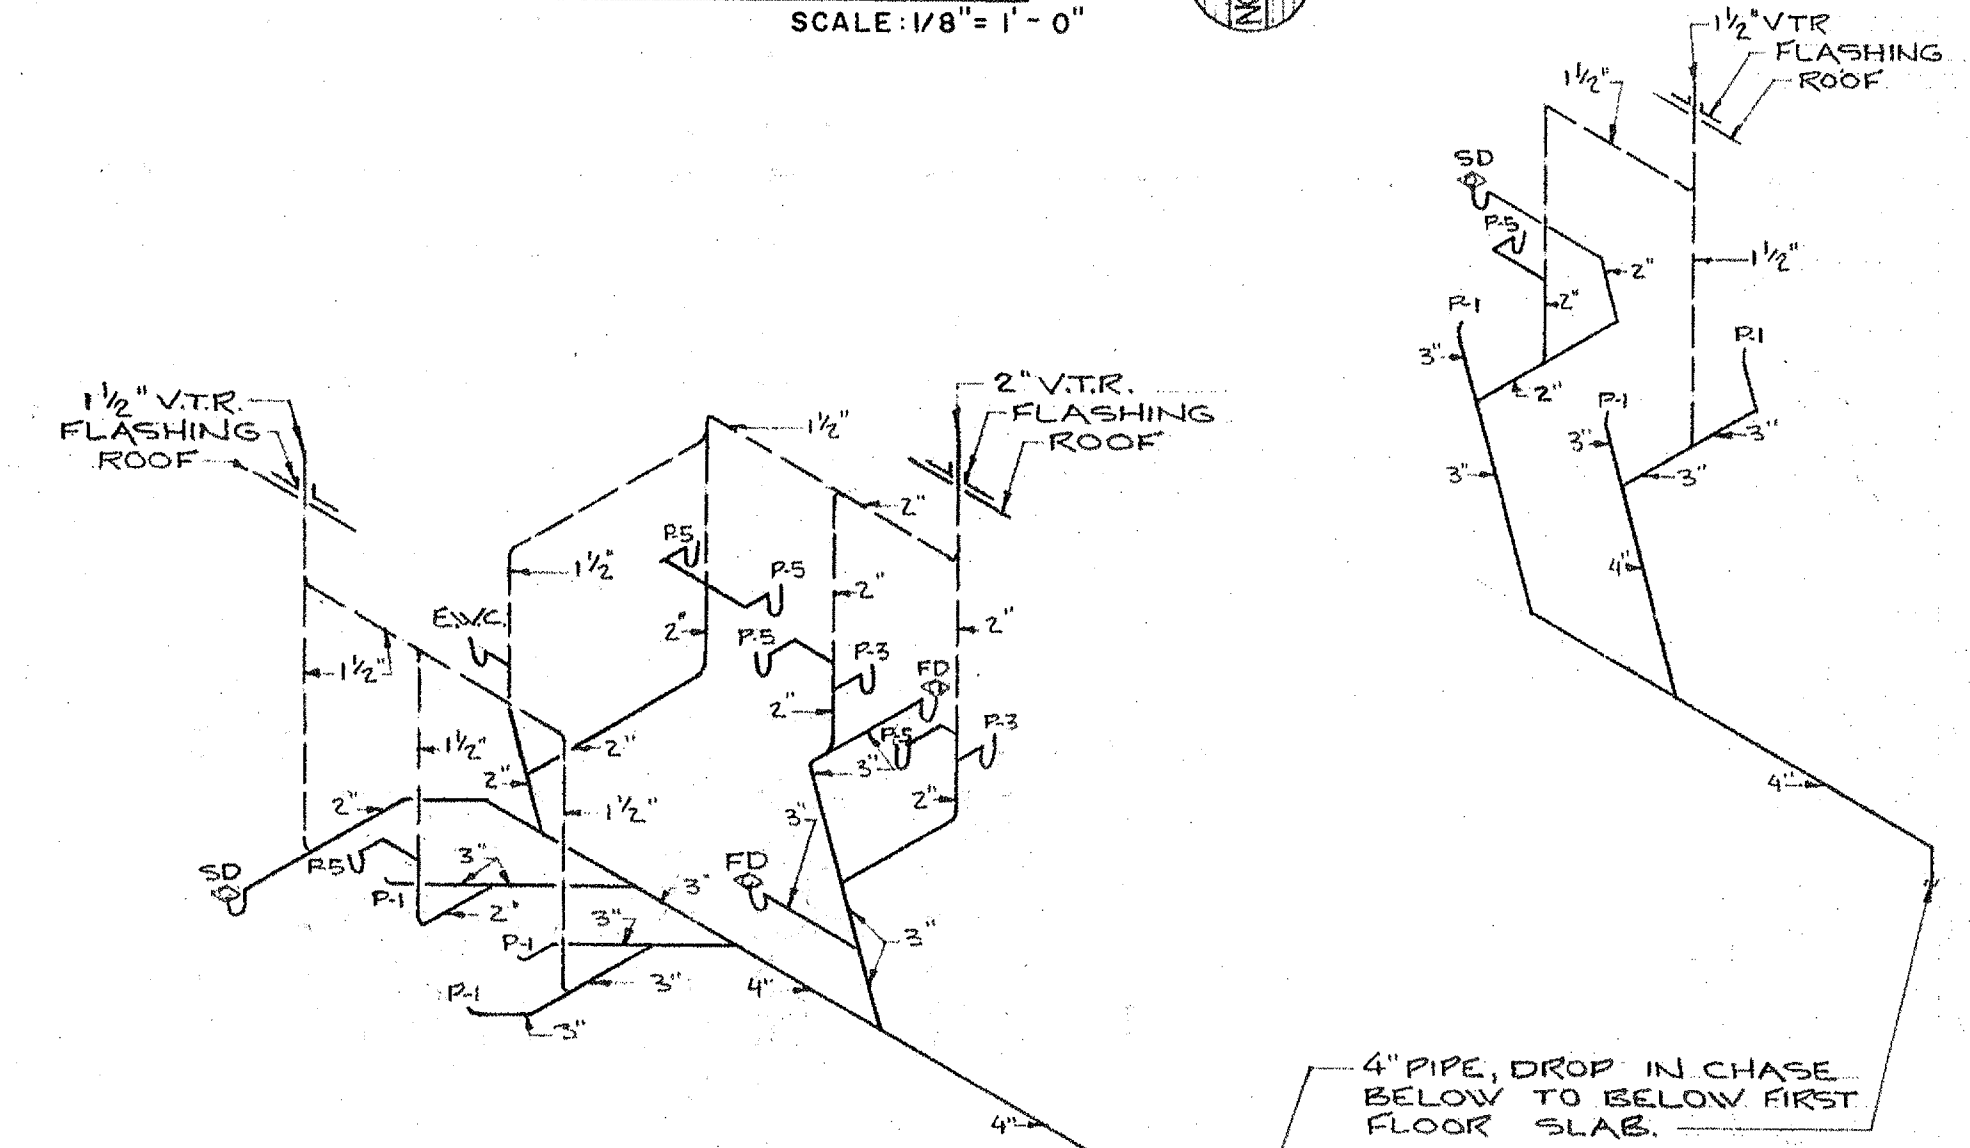 SCALE: 1/8" = 1' - 0"
NO
1½" VTR
FLASHING
ROOF
1½"
SD
P-5
2"
1½"
2"
P-1
3"
P-1
2"
P-1
3"
3"
3"
3"
4"
4"
1½" V.T.R.
FLASHING
ROOF
2" V.T.R.
FLASHING
ROOF
1½"
2"
P-5
1½"
P-5
2"
E.W.C.
2"
P-5
2"
P-3
1½"
FD
2"
P-5
P-3
1½"
2"
2"
3"
2"
1½"
2"
3"
SD
P-5
3"
FD
3"
P-1
2"
3"
P-1
3"
3"
P-1
4"
3"
4"
4" PIPE, DROP IN CHASE
BELOW TO BELOW FIRST
FLOOR SLAB.